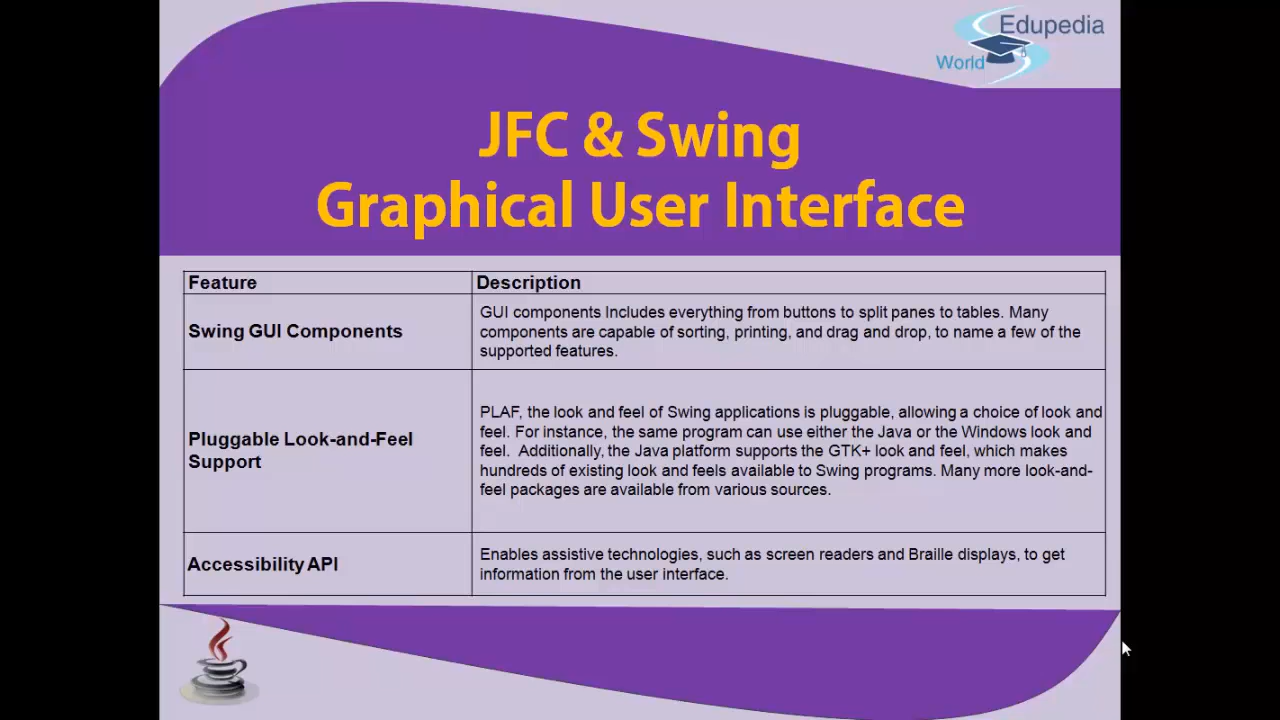 Edupedia
World
JFC & Swing
Graphical User Interface
Feature
Description
Swing GUI Components
GUI components Includes everything from buttons to split panes to tables. Many
components are capable of sorting, printing, and drag and drop, to name a few of the
supported features.
Pluggable Look-and-Feel
Support
PLAF, the look and feel of Swing applications is pluggable, allowing a choice of look and
feel. For instance, the same program can use either the Java or the Windows look and
feel. Additionally, the Java platform supports the GTK+ look and feel, which makes
hundreds of existing look and feels available to Swing programs. Many more look-and-
feel packages are available from various sources.
Accessibility API
Enables assistive technologies, such as screen readers and Braille displays, to get
information from the user interface.